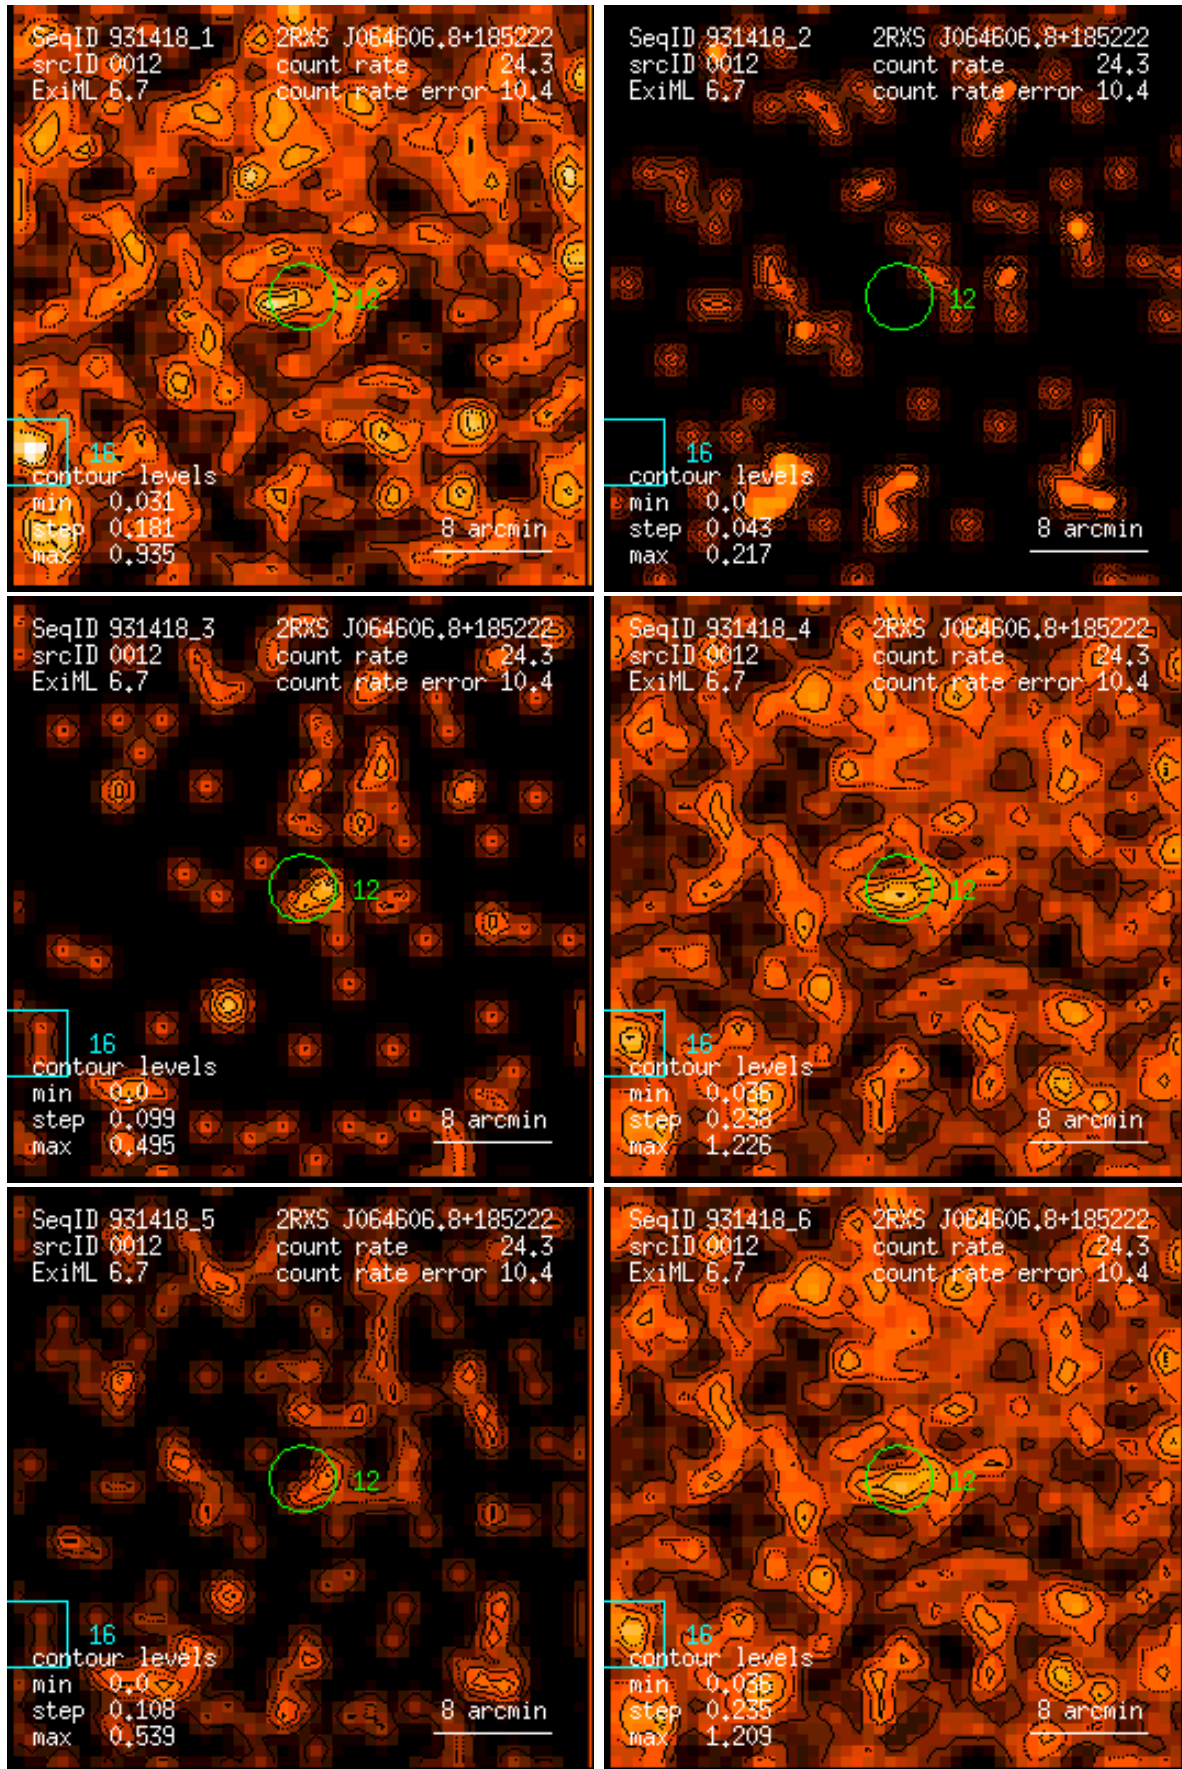 SeqID 931418_1 2RXS J064606.8+185222
srcID 0012 count rate 24.3
ExiML 6.7 count rate error 10.4
12
16
contour levels
min 0.031
step 0.181 8 arcmin
max 0.935
SeqID 931418_2 2RXS J064606.8+185222
srcID 0012 count rate 24.3
ExiML 6.7 count rate error 10.4
12
16
contour levels
min 0.0
step 0.043 8 arcmin
max 0.217
SeqID 931418_3 2RXS J064606.8+185222
srcID 0012 count rate 24.3
ExiML 6.7 count rate error 10.4
12
16
contour levels
min 0.0
step 0.099 8 arcmin
max 0.495
SeqID 931418_4 2RXS J064606.8+185222
srcID 0012 count rate 24.3
ExiML 6.7 count rate error 10.4
12
16
contour levels
min 0.036
step 0.238 8 arcmin
max 1.226
SeqID 931418_5 2RXS J064606.8+185222
srcID 0012 count rate 24.3
ExiML 6.7 count rate error 10.4
12
16
contour levels
min 0.0
step 0.108 8 arcmin
max 0.539
SeqID 931418_6 2RXS J064606.8+185222
srcID 0012 count rate 24.3
ExiML 6.7 count rate error 10.4
12
16
contour levels
min 0.036
step 0.235 8 arcmin
max 1.209